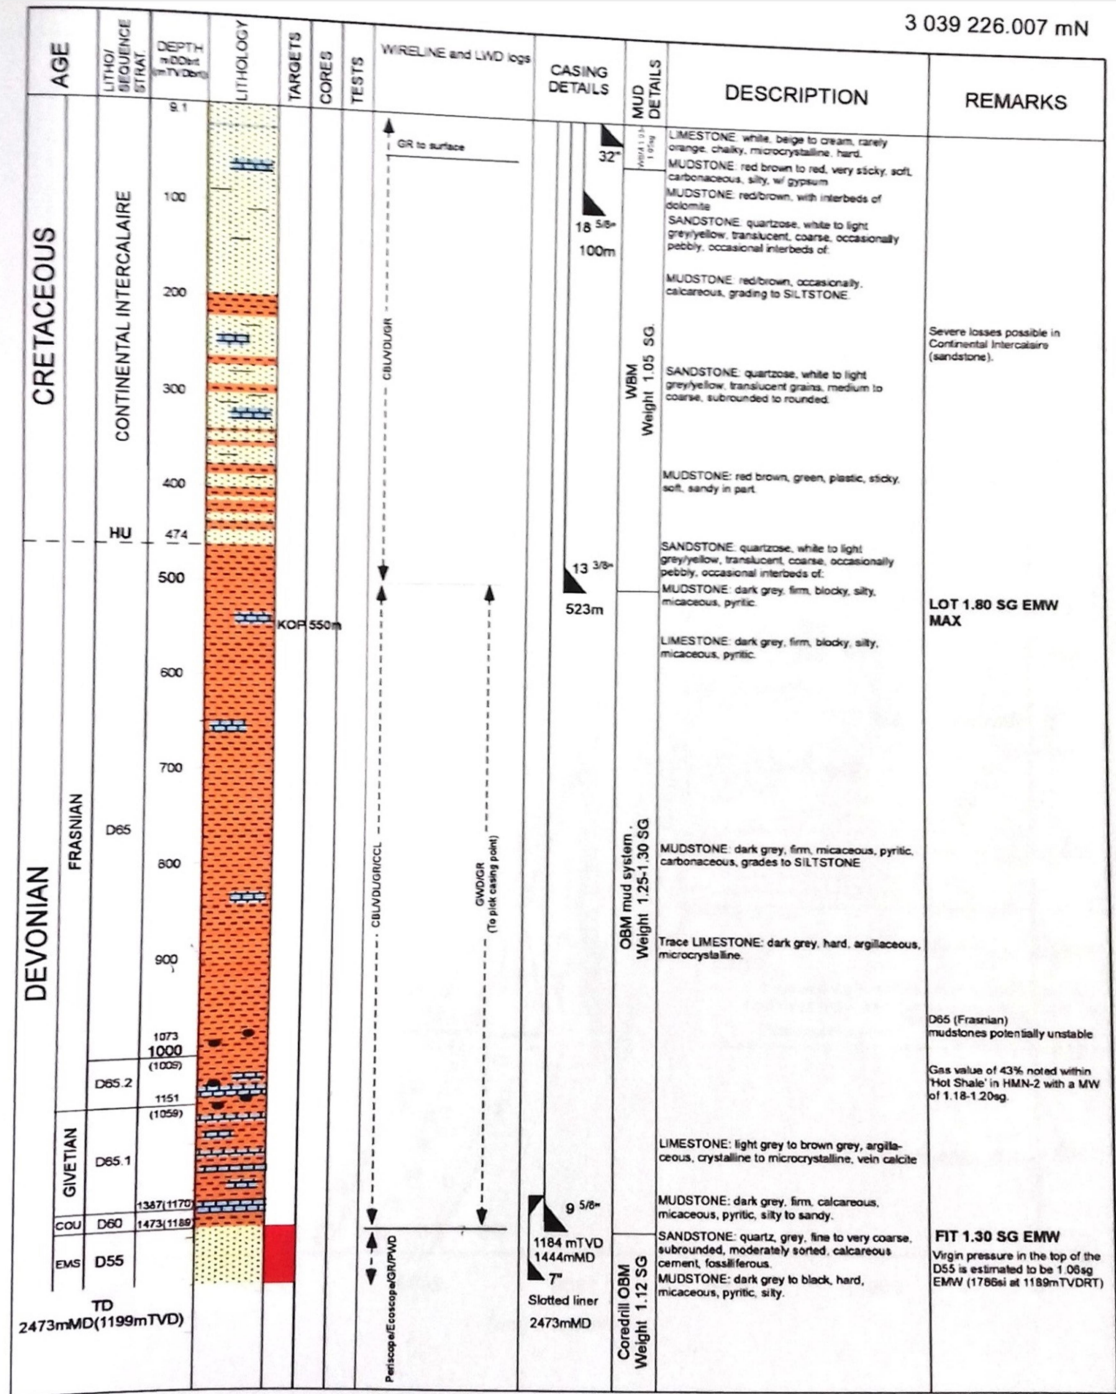 3 039 226.007 mN
AGE
LITHO/
SEQUENCE
STRAT.
DEPTH
mDDbrt
(mTVDbrt)
LITHOLOGY
TARGETS
CORES
TESTS
WIRELINE and LWD logs
CASING
DETAILS
MUD
DETAILS
DESCRIPTION
REMARKS
CRETACEOUS
DEVONIAN
FRASNIAN
GIVETIAN
COU
EMS
CONTINENTAL INTERCALAIRE
HU
D65
D65.2
D65.1
D60
D55
TD
2473mMD(1199mTVD)
9.1
100
200
300
400
474
500
600
700
800
900
1073
1000
(1009)
1151
(1059)
1387(1170)
1473(1189)
KOP 550m
GR to surface
CBL/VDL/GR
CBL/VDL/GR/CCL
GWD/GR
(To pick casing point)
Periscope/Ecoscope/GR/PWD
32"
18 5/8"
100m
13 3/8"
523m
9 5/8"
1184 mTVD
1444mMD
7"
Slotted liner
2473mMD
1.05sg
WBM
Weight 1.05 SG.
OBM mud system .
Weight 1.25-1.30 SG
Coredrill OBM
Weight 1.12 SG
LIMESTONE: white, beige to cream, rarely
orange, chalky, microcrystalline, hard.
MUDSTONE: red brown to red, very sticky, soft,
carbonaceous, silty, w/ gypsum
MUDSTONE: red/brown, with interbeds of
dolomite
SANDSTONE: quartzose, white to light
grey/yellow, translucent, coarse, occasionally
pebbly, occasional interbeds of:
MUDSTONE: red/brown, occasionally,
calcareous, grading to SILTSTONE.
SANDSTONE: quartzose, white to light
grey/yellow, translucent grains, medium to
coarse, subrounded to rounded.
MUDSTONE: red brown, green, plastic, sticky,
soft, sandy in part.
SANDSTONE: quartzose, white to light
grey/yellow, translucent, coarse, occasionally
pebbly, occasional interbeds of:
MUDSTONE: dark grey, firm, blocky, silty,
micaceous, pyritic.
LIMESTONE: dark grey, firm, blocky, silty,
micaceous, pyritic.
MUDSTONE: dark grey, firm, micaceous, pyritic,
carbonaceous, grades to SILTSTONE
Trace LIMESTONE: dark grey, hard, argillaceous,
microcrystalline.
LIMESTONE: light grey to brown grey, argilla-
ceous, crystalline to microcrystalline, vein calcite
MUDSTONE: dark grey, firm, calcareous,
micaceous, pyritic, silty to sandy.
SANDSTONE: quartz, grey, fine to very coarse,
subrounded, moderately sorted, calcareous
cement, fossiliferous.
MUDSTONE: dark grey to black, hard,
micaceous, pyritic, silty.
Severe losses possible in
Continental Intercalaire
(sandstone).
LOT 1.80 SG EMW
MAX
D65 (Frasnian)
mudstones potentially unstable
Gas value of 43% noted within
'Hot Shale' in HMN-2 with a MW
of 1.18-1.20sg.
FIT 1.30 SG EMW
Virgin pressure in the top of the
D55 is estimated to be 1.06sg
EMW (1786si at 1189mTVDRT)